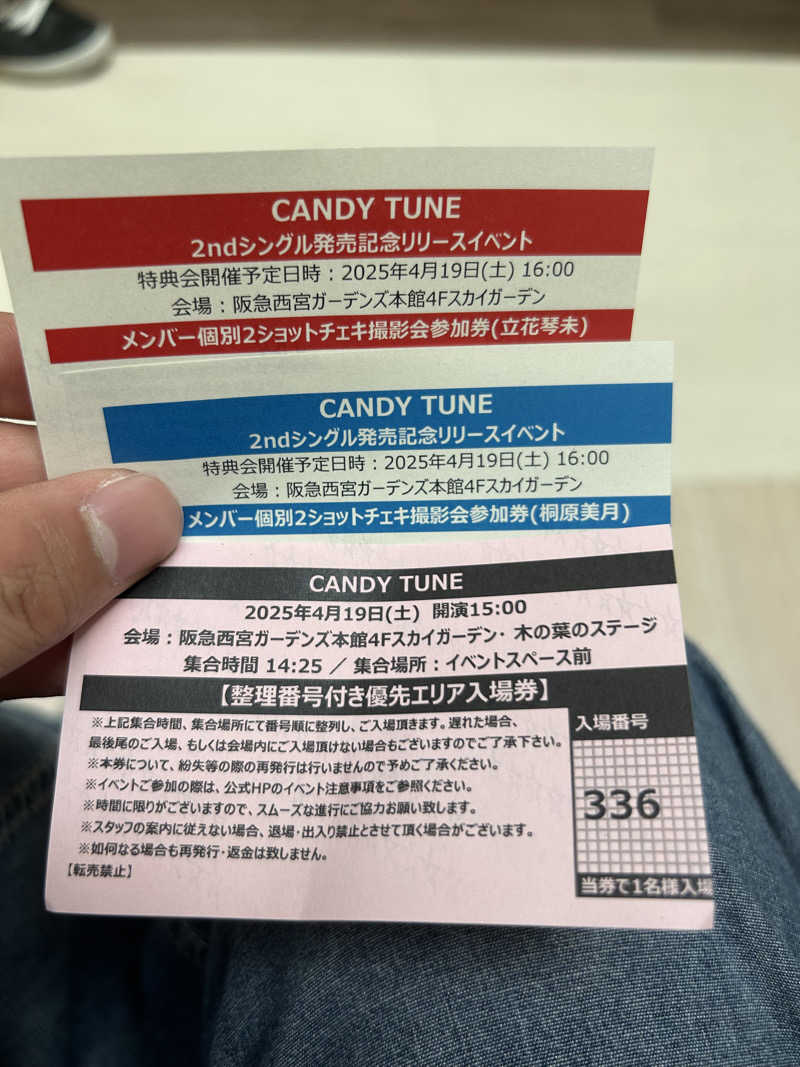 CANDY TUNE
2ndシングル発売記念リリースイベント
特典会開催予定日時：2025年4月19日(土) 16:00
会場：阪急西宮ガーデンズ本館4Fスカイガーデン
メンバー個別2ショットチェキ撮影会参加券(立花琴未)
CANDY TUNE
2ndシングル発売記念リリースイベント
特典会開催予定日時：2025年4月19日(土) 16:00
会場：阪急西宮ガーデンズ本館4Fスカイガーデン
メンバー個別2ショットチェキ撮影会参加券(桐原美月)
CANDY TUNE
2025年4月19日(土) 開演15:00
会場：阪急西宮ガーデンズ本館4Fスカイガーデン・木の葉のステージ
集合時間 14:25 ／ 集合場所：イベントスペース前
【整理番号付き優先エリア入場券】
※上記集合時間、集合場所にて番号順に整列し、ご入場頂きます。遅れた場合、
最後尾のご入場、もしくは会場内にご入場頂けない場合もございますのでご了承下さい。
※本券について、紛失等の際の再発行は行いませんので予めご了承ください。
※イベントご参加の際は、公式HPのイベント注意事項をご参照ください。
※時間に限りがございますので、スムーズな進行にご協力お願い致します。
※スタッフの案内に従えない場合、退場・出入り禁止とさせて頂く場合がございます。
※如何なる場合も再発行・返金は致しません。
【転売禁止】
入場番号
336
当券で1名様入場